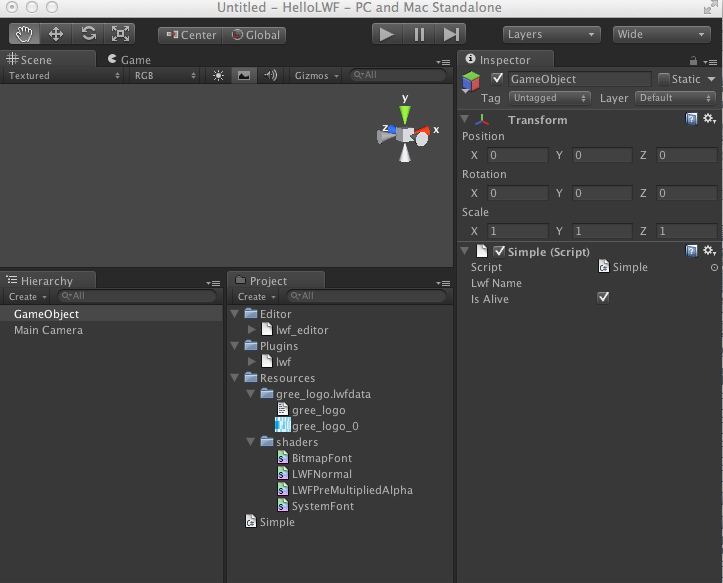 Untitled – HelloLWF – PC and Mac Standalone
Center Global Layers Wide
Scene Game
Textured RGB Gizmos All
y
z x
Hierarchy
Create All
GameObject
Main Camera
Project
Create All
Editor
lwf_editor
Plugins
lwf
Resources
gree_logo.lwfdata
gree_logo
gree_logo_0
shaders
BitmapFont
LWFNormal
LWFPreMultipliedAlpha
SystemFont
Simple
Inspector
GameObject Static
Tag Untagged Layer Default
Transform
Position
X 0 Y 0 Z 0
Rotation
X 0 Y 0 Z 0
Scale
X 1 Y 1 Z 1
Simple (Script)
Script Simple
Lwf Name
Is Alive